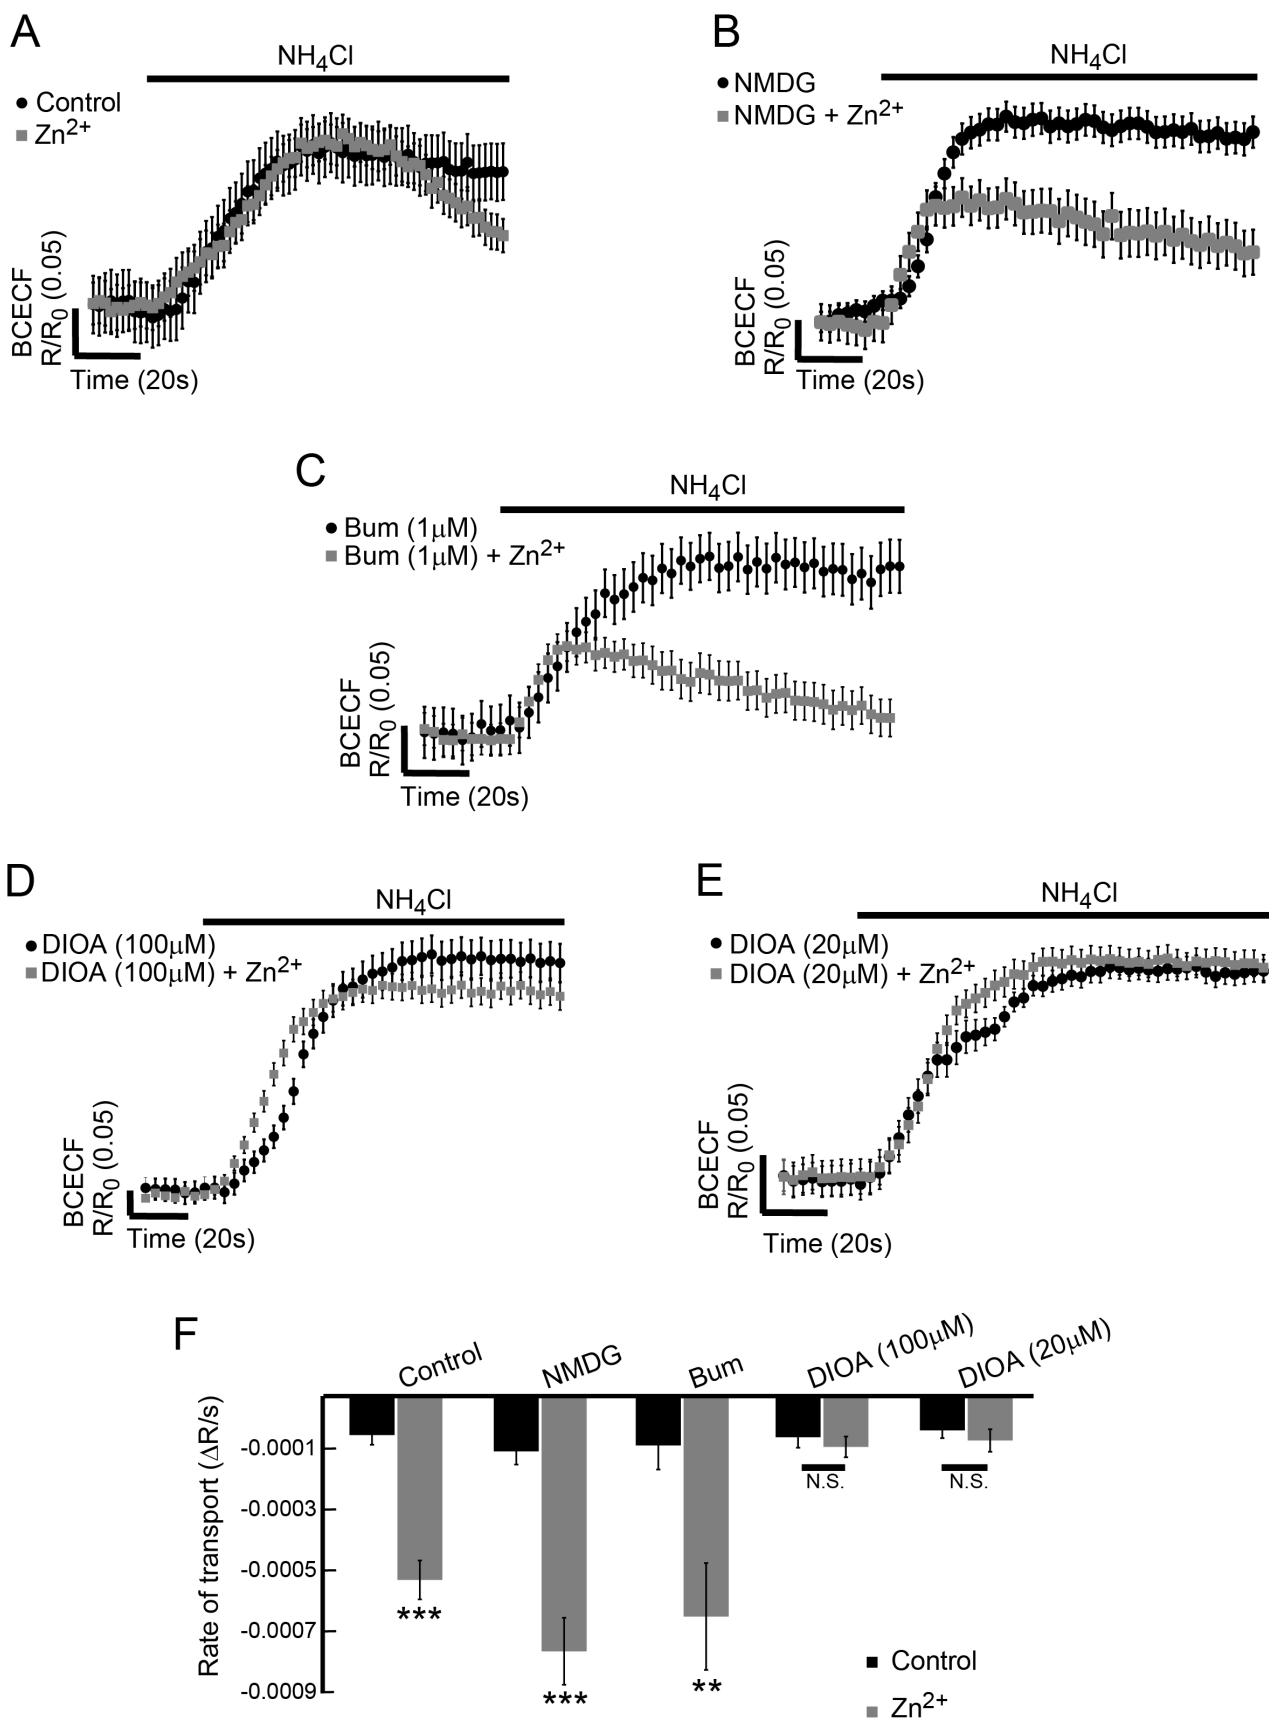 A
NH4Cl
Control
Zn2+
BCECF
R/R0 (0.05)
Time (20s)
B
NH4Cl
NMDG
NMDG + Zn2+
BCECF
R/R0 (0.05)
Time (20s)
C
NH4Cl
Bum (1µM)
Bum (1µM) + Zn2+
BCECF
R/R0 (0.05)
Time (20s)
D
NH4Cl
DIOA (100µM)
DIOA (100µM) + Zn2+
BCECF
R/R0 (0.05)
Time (20s)
E
NH4Cl
DIOA (20µM)
DIOA (20µM) + Zn2+
BCECF
R/R0 (0.05)
Time (20s)
F
Control
NMDG
Bum
DIOA (100µM)
DIOA (20µM)
Rate of transport (ΔR/s)
-0.0001
-0.0003
-0.0005
-0.0007
-0.0009
***
***
**
N.S.
N.S.
Control
Zn2+